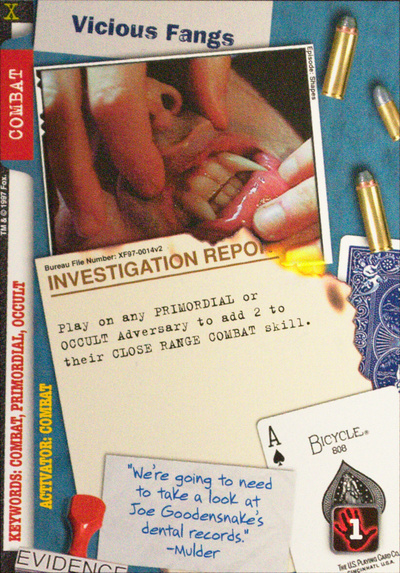 X
Vicious Fangs
COMBAT
Episode: Shapes
TM & © 1997 Fox.
Bureau File Number: XF97-0014v2
INVESTIGATION REPO
Play on any PRIMORDIAL or
OCCULT Adversary to add 2 to
their CLOSE RANGE COMBAT skill.
KEYWORDS: COMBAT, PRIMORDIAL, OCCULT
ACTIVATOR: COMBAT
"We're going to need
to take a look at
Joe Goodensnake's
dental records."
-Mulder
A
BICYCLE®
808
1
THE U.S. PLAYING CARD CO.
CINCINNATI, U.S.A.
EVIDENCE